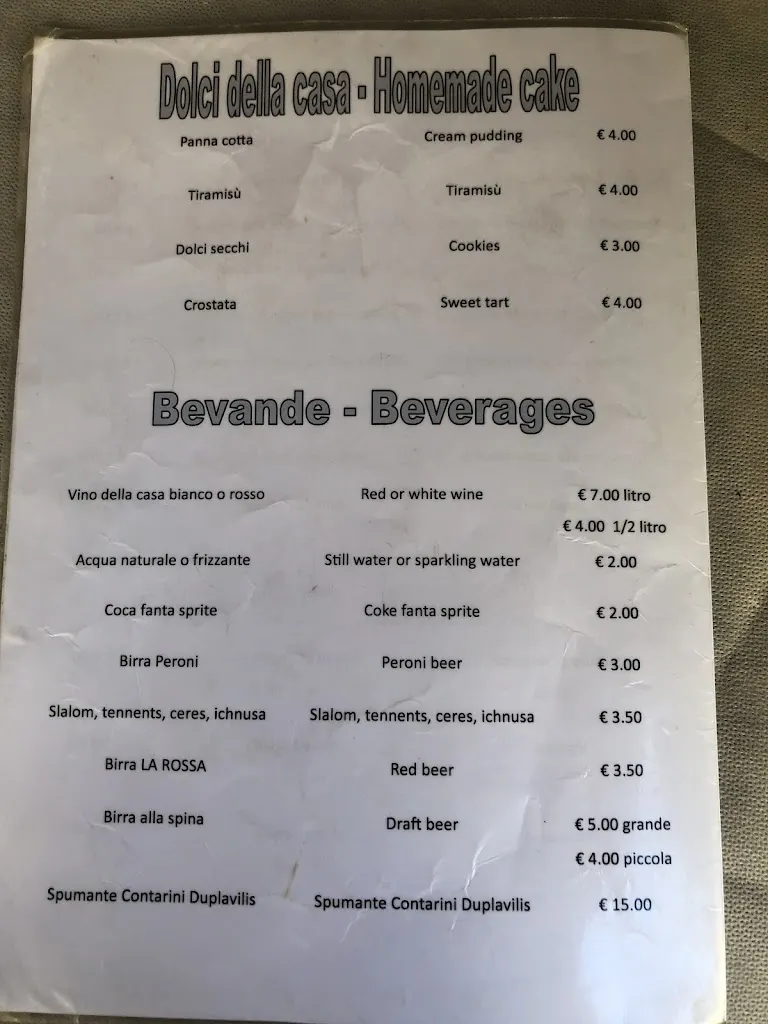 Dolci della casa - Homemade cake
Panna cotta Cream pudding € 4.00
Tiramisù Tiramisù € 4.00
Dolci secchi Cookies € 3.00
Crostata Sweet tart € 4.00
Bevande - Beverages
Vino della casa bianco o rosso Red or white wine € 7.00 litro
€ 4.00 1/2 litro
Acqua naturale o frizzante Still water or sparkling water € 2.00
Coca fanta sprite Coke fanta sprite € 2.00
Birra Peroni Peroni beer € 3.00
Slalom, tennents, ceres, ichnusa Slalom, tennents, ceres, ichnusa € 3.50
Birra LA ROSSA Red beer € 3.50
Birra alla spina Draft beer € 5.00 grande
€ 4.00 piccola
Spumante Contarini Duplavilis Spumante Contarini Duplavilis € 15.00